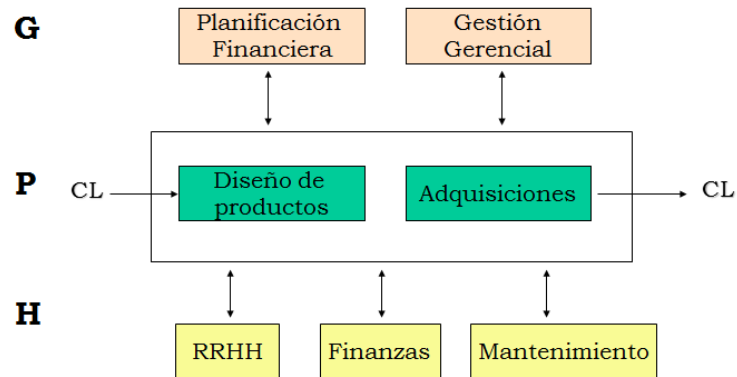 G
Planificación
Financiera
Gestión
Gerencial
P
CL
Diseño de
productos
Adquisiciones
CL
H
RRHH
Finanzas
Mantenimiento